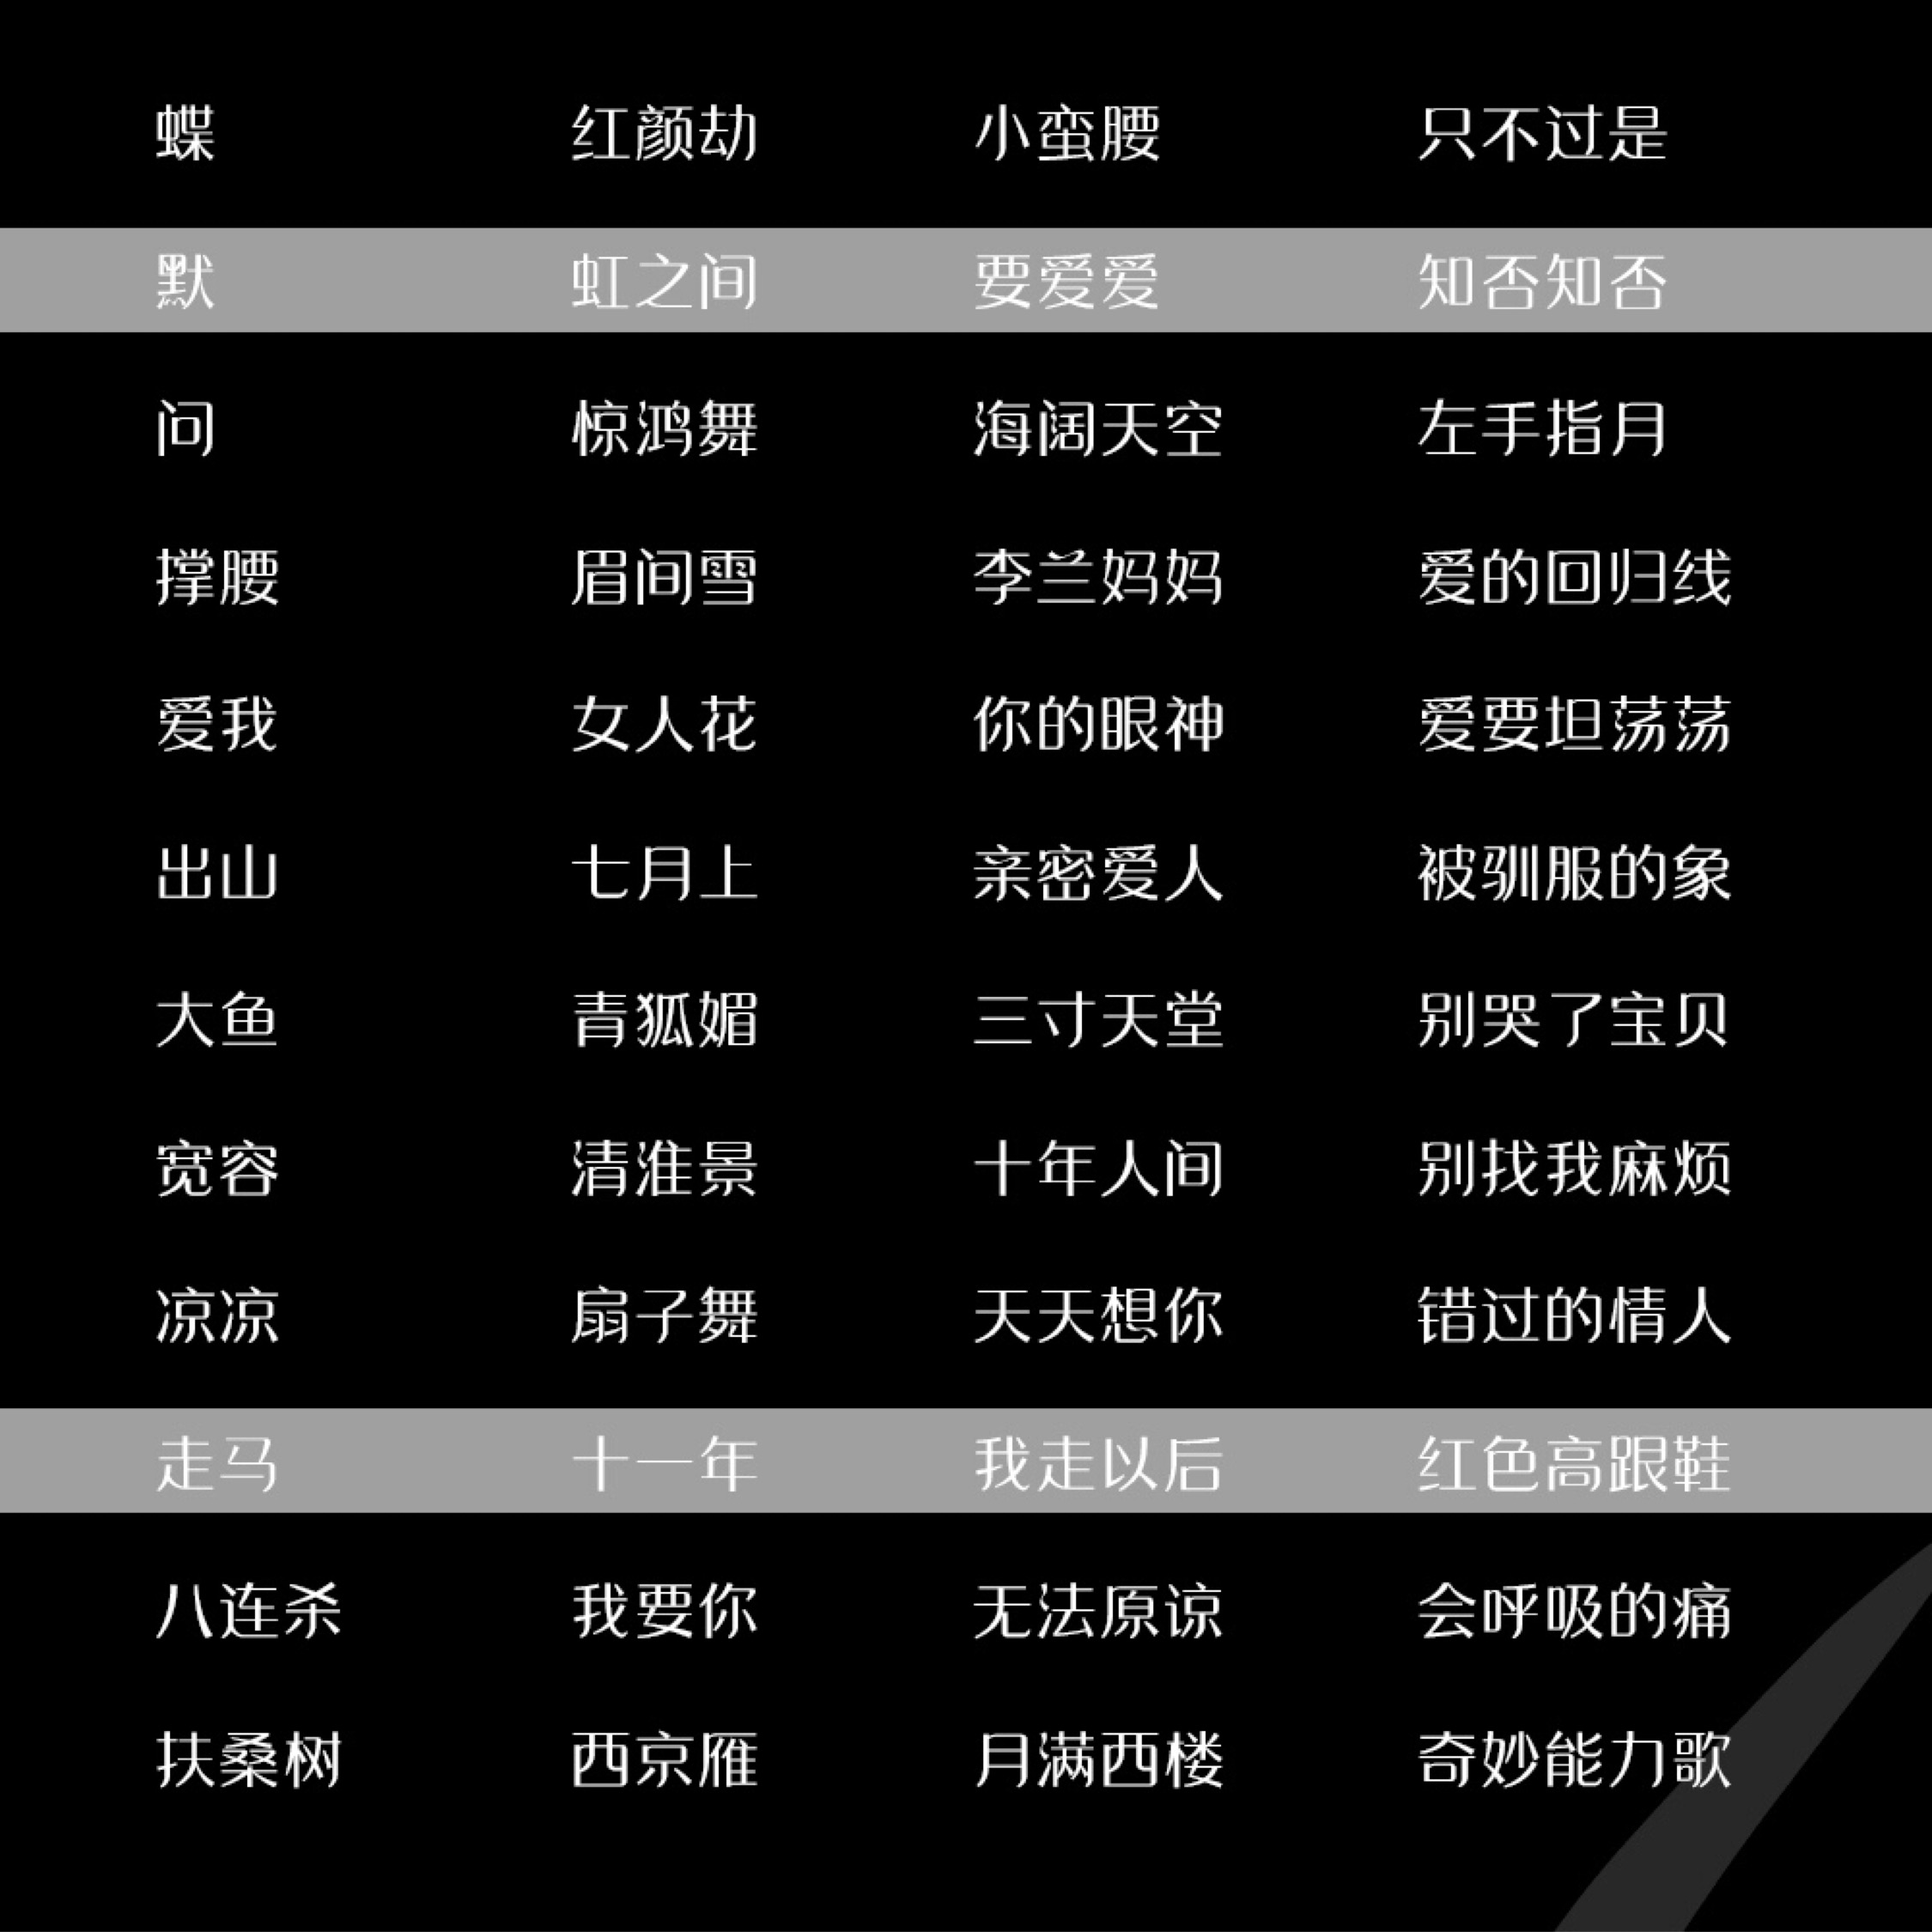 蝶 红颜劫 小蛮腰 只不过是
默 虹之间 要爱爱 知否知否
问 惊鸿舞 海阔天空 左手指月
撑腰 眉间雪 李兰妈妈 爱的回归线
爱我 女人花 你的眼神 爱要坦荡荡
出山 七月上 亲密爱人 被驯服的象
大鱼 青狐媚 三寸天堂 别哭了宝贝
宽容 清淮景 十年人间 别找我麻烦
凉凉 扇子舞 天天想你 错过的情人
走马 十一年 我走以后 红色高跟鞋
八连杀 我要你 无法原谅 会呼吸的痛
扶桑树 西京雁 月满西楼 奇妙能力歌